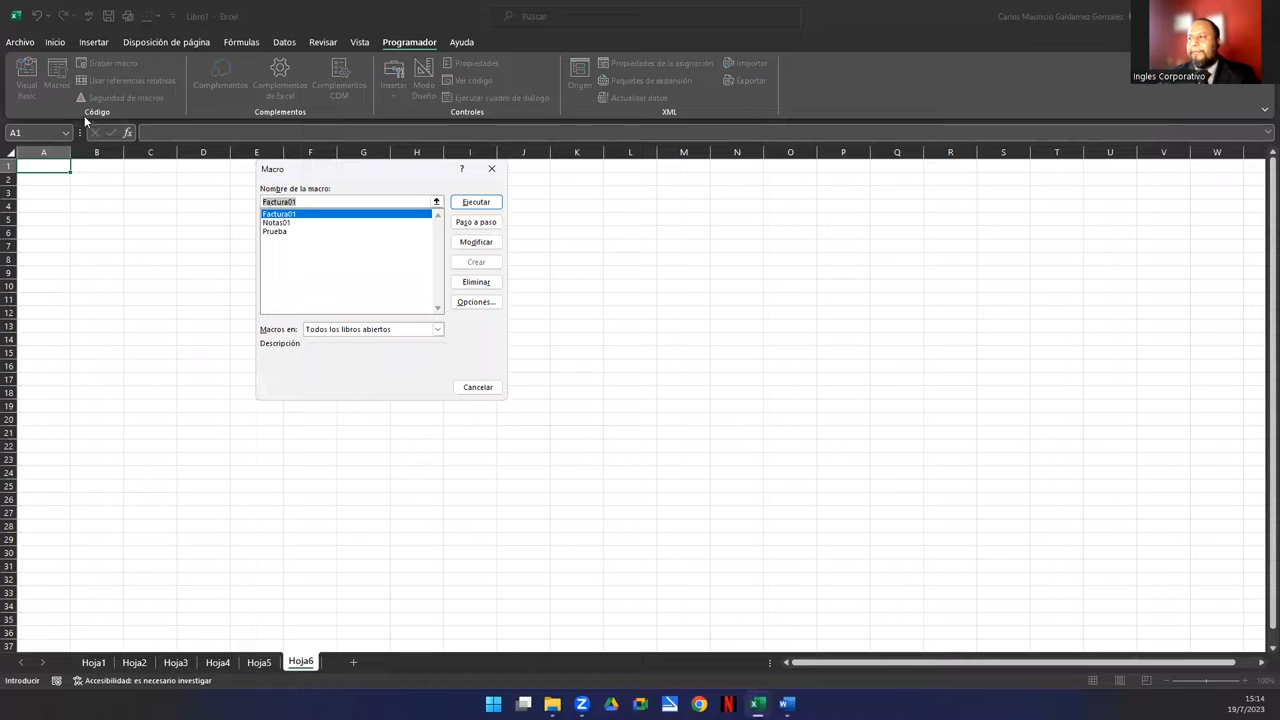 Libro1 - Excel
Buscar
Carlos Mauricio Galdamez Gonzalez
Archivo Inicio Insertar Disposición de página Fórmulas Datos Revisar Vista Programador Ayuda
Visual Basic
Macros
Grabar macro
Usar referencias relativas
Seguridad de macros
Código
Complementos
Complementos de Excel
Complementos COM
Complementos
Insertar
Modo Diseño
Propiedades
Ver código
Ejecutar cuadro de diálogo
Controles
Origen
Propiedades de la asignación
Paquetes de expansión
Actualizar datos
Importar
Exportar
XML
Ingles Corporativo
A1
fx
A B C D E F G H I J K L M N O P Q R S T U V W
1
2
3
4
5
6
7
8
9
10
11
12
13
14
15
16
17
18
19
20
21
22
23
24
25
26
27
28
29
30
31
32
33
34
35
36
37
Macro ?
Nombre de la macro:
Factura01
Factura01
Notas01
Prueba
Ejecutar
Paso a paso
Modificar
Crear
Eliminar
Opciones...
Macros en: Todos los libros abiertos
Descripción
Cancelar
Hoja1 Hoja2 Hoja3 Hoja4 Hoja5 Hoja6
Introducir
Accesibilidad: es necesario investigar
100%
15:14
19/7/2023